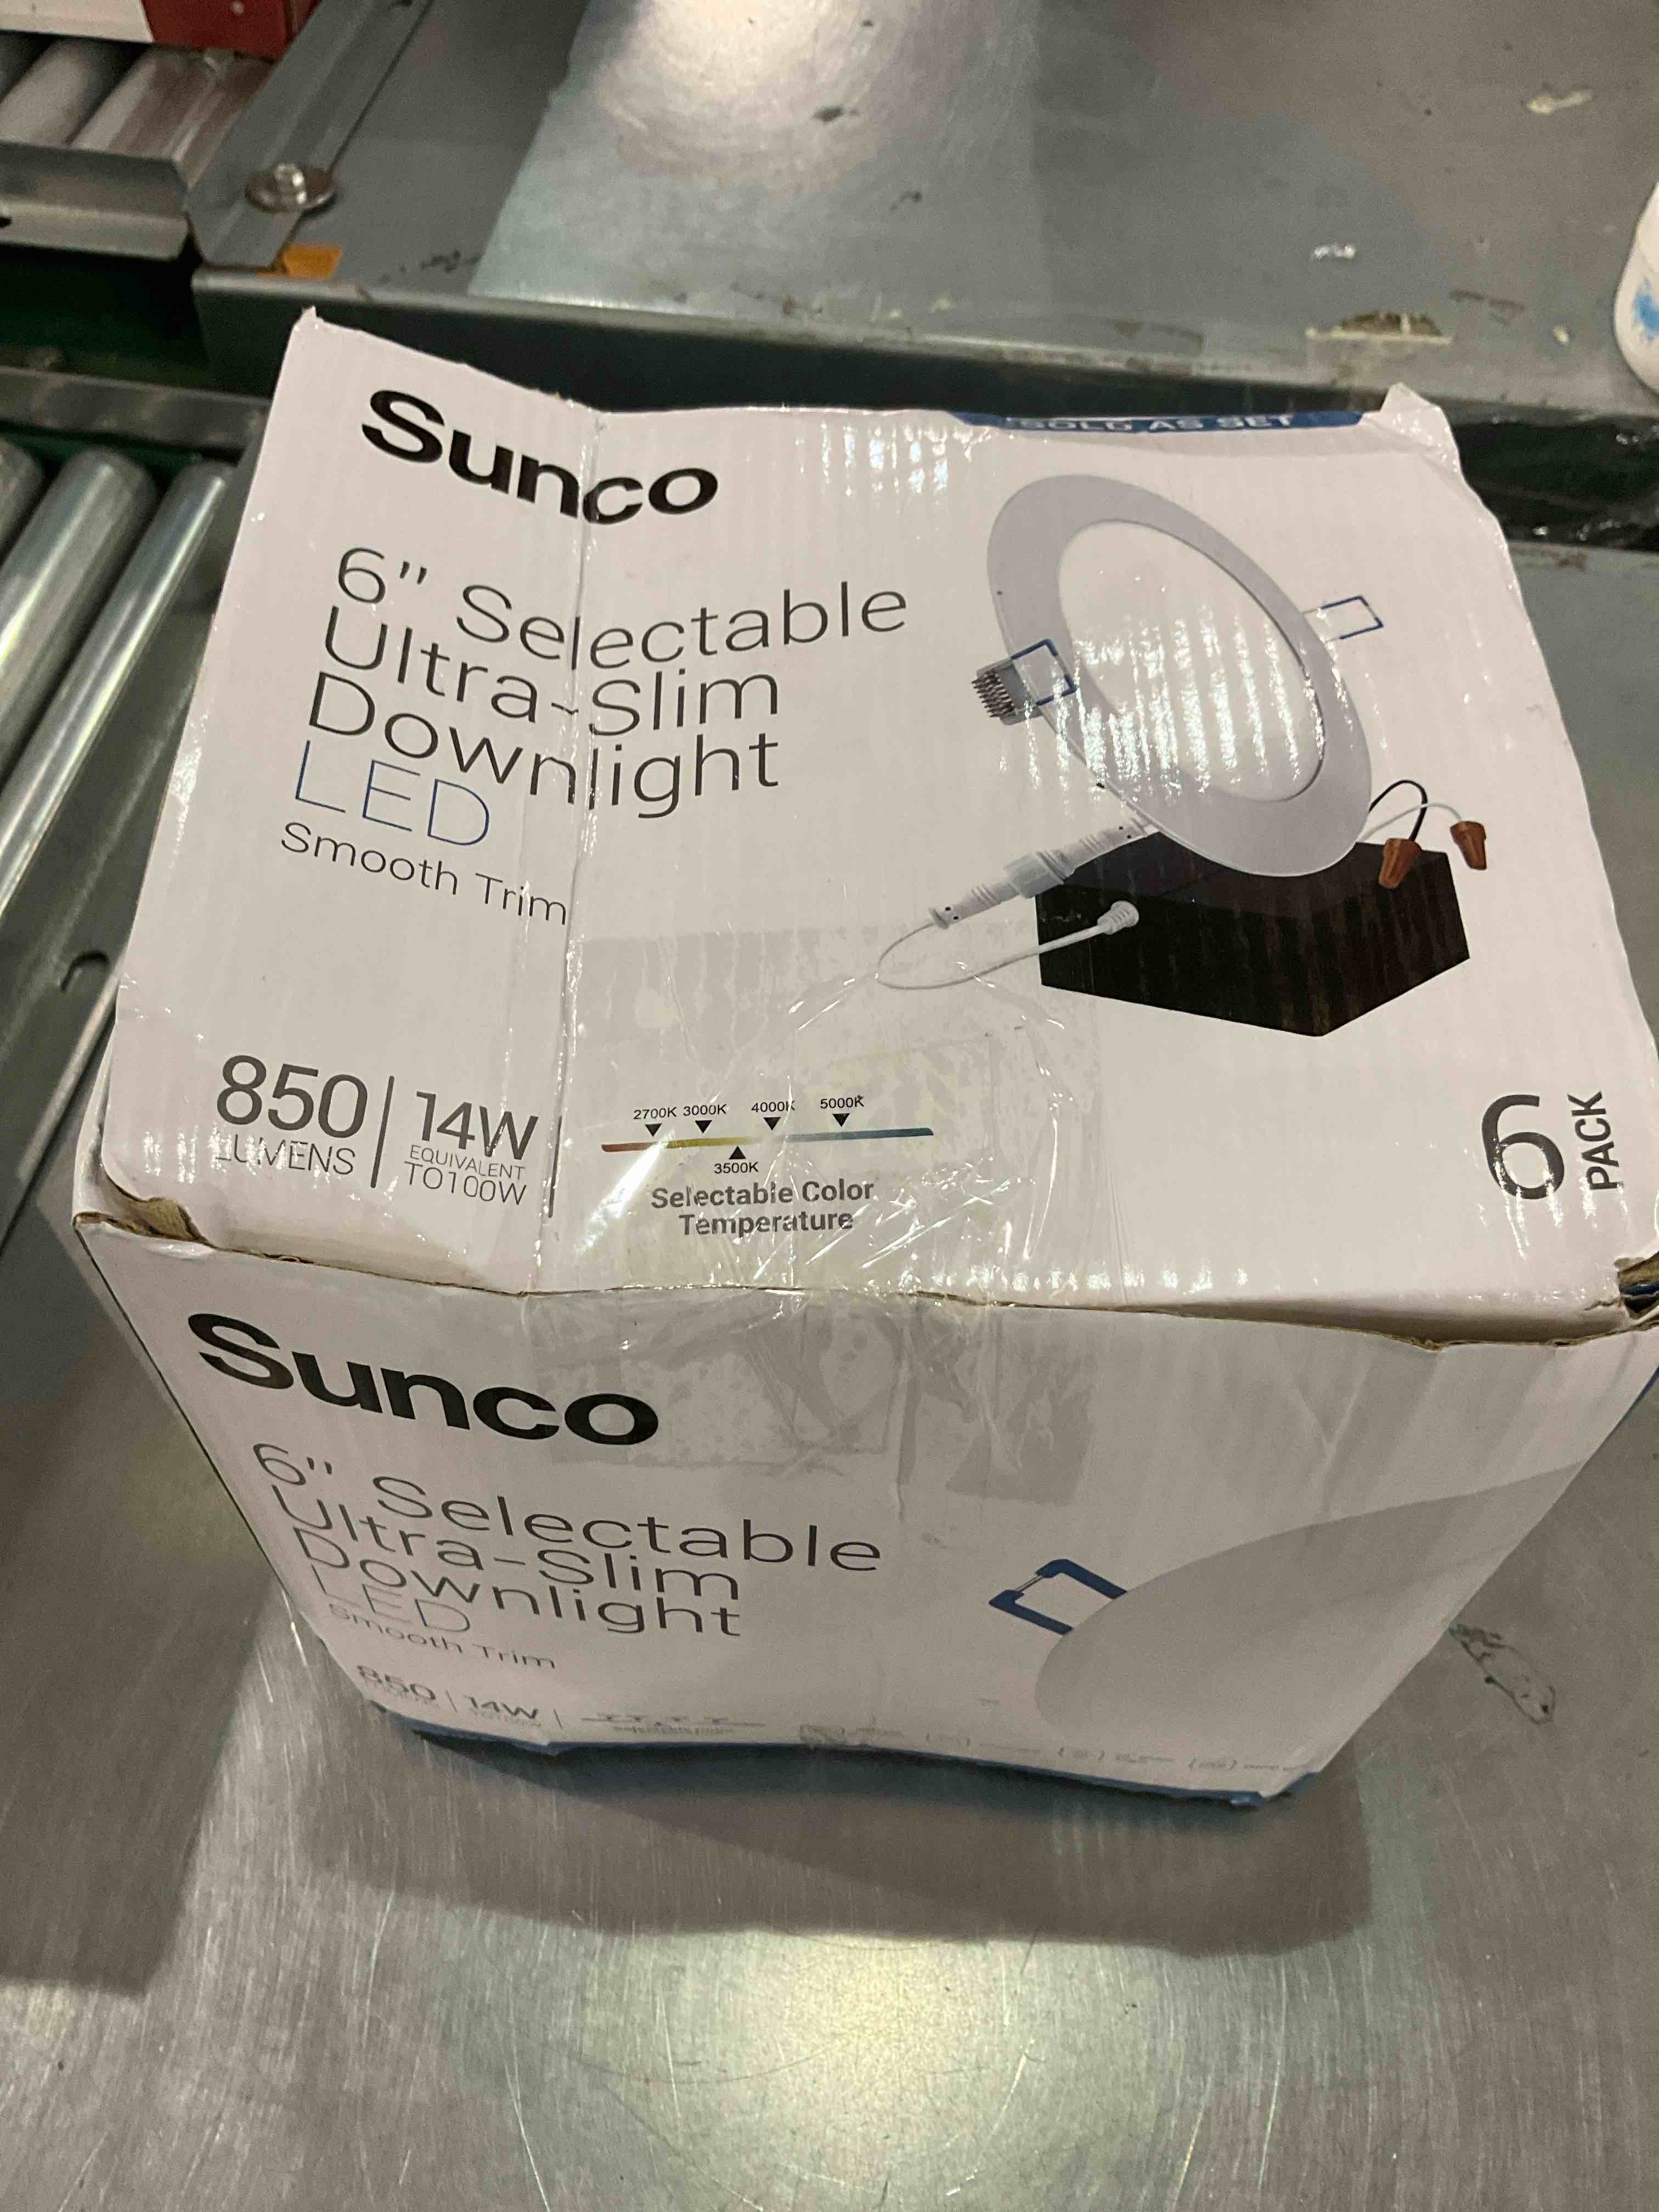 SOLD AS SET
Sunco
6" Selectable
Ultra-Slim
Downlight
LED
Smooth Trim
850
LUMENS
14W
EQUIVALENT
TO100W
2700K 3000K 4000K 5000K
3500K
Selectable Color
Temperature
6
PACK
Sunco
6" Selectable
Ultra-Slim
Downlight
LED
Smooth Trim
850
14W